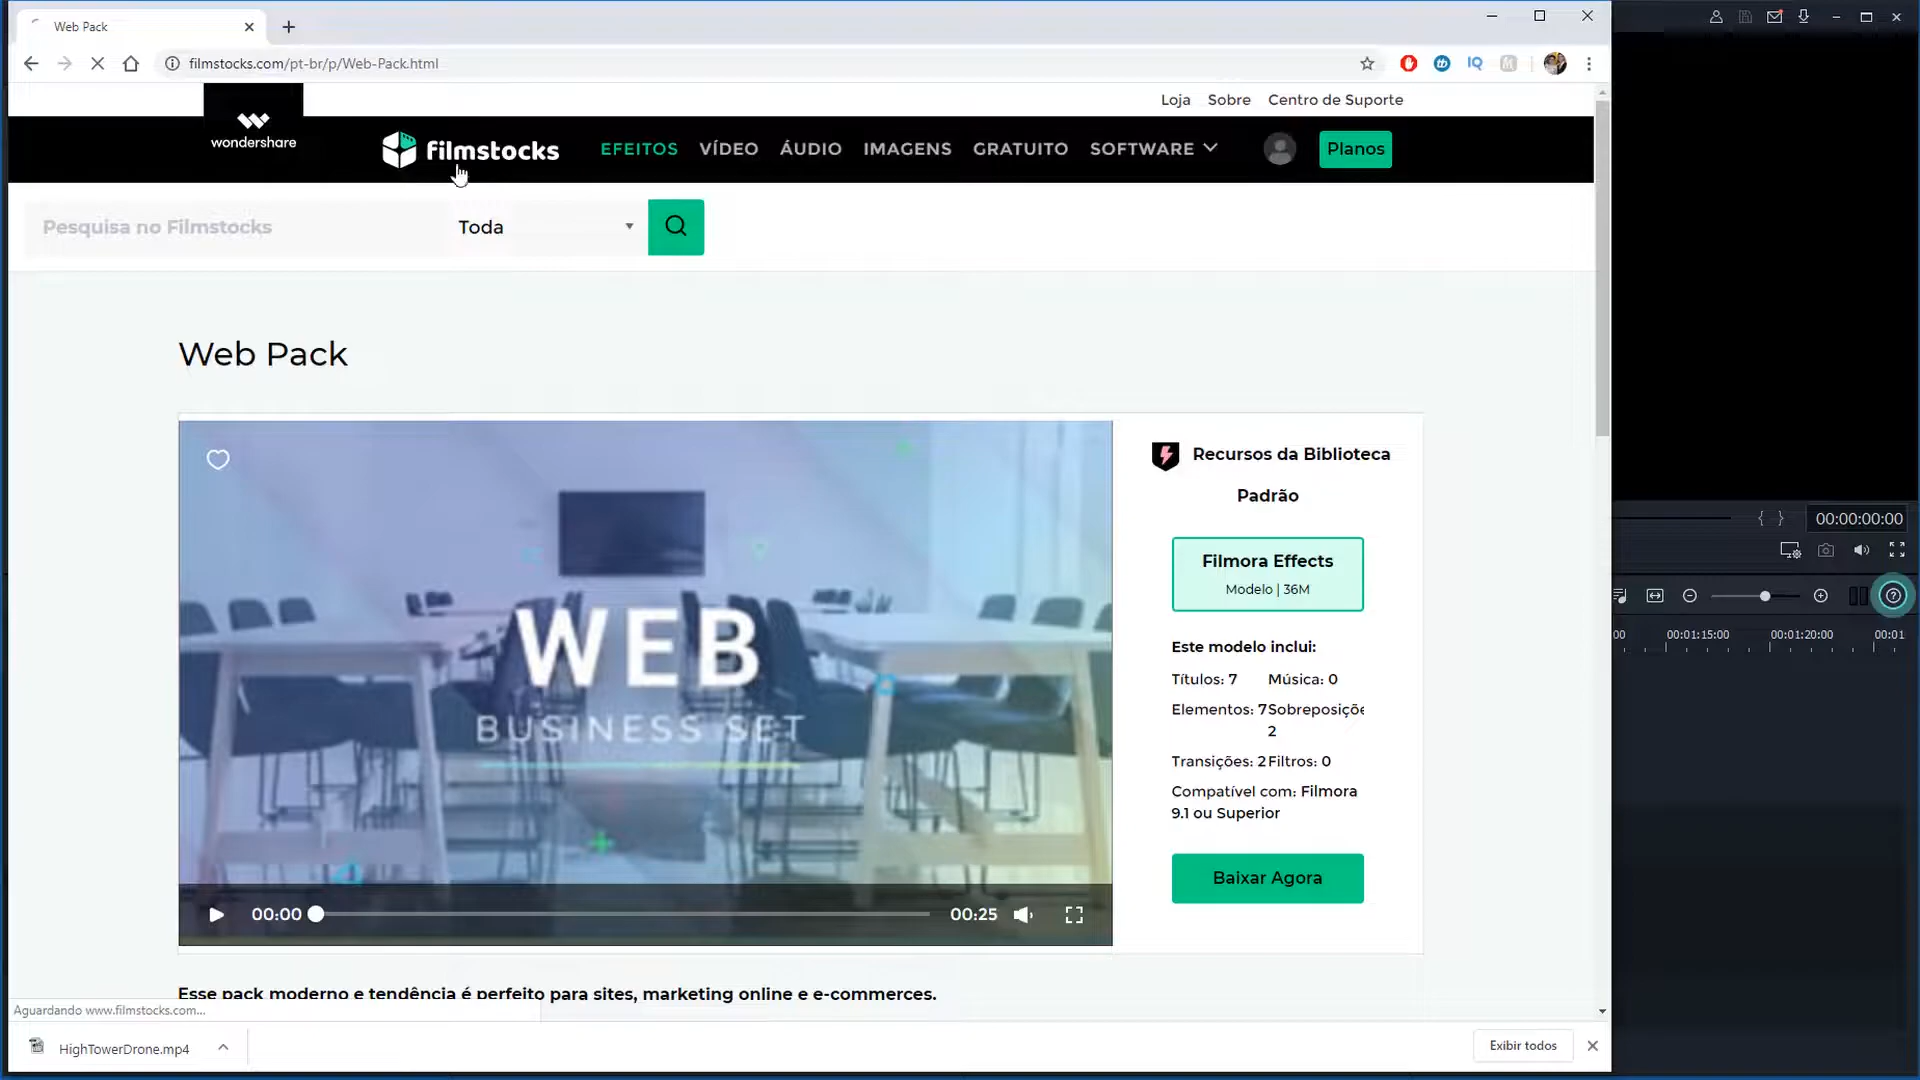 Web Pack
filmstocks.com/pt-br/p/Web-Pack.html
Loja Sobre Centro de Suporte
wondershare
filmstocks EFEITOS VÍDEO ÁUDIO IMAGENS GRATUITO SOFTWARE Planos
Pesquisa no Filmstocks Toda
Web Pack
WEB
BUSINESS SET
00:00 00:25
Recursos da Biblioteca
Padrão
Filmora Effects
Modelo | 36M
Este modelo inclui:
Títulos: 7 Música: 0
Elementos: 7 Sobreposiçõe
2
Transições: 2 Filtros: 0
Compatível com: Filmora
9.1 ou Superior
Baixar Agora
Esse pack moderno e tendência é perfeito para sites, marketing online e e-commerces.
Aguardando www.filmstocks.com...
HighTowerDrone.mp4 Exibir todos
00:00:00:00
00 00:01:15:00 00:01:20:00 00:01